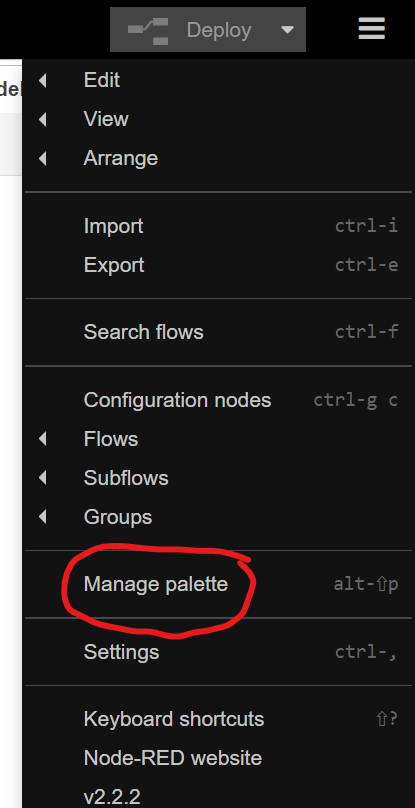 Deploy
del
Edit
View
Arrange
Import ctrl-i
Export ctrl-e
Search flows ctrl-f
Configuration nodes ctrl-g c
Flows
Subflows
Groups
Manage palette alt-⇧p
Settings ctrl-,
Keyboard shortcuts ⇧?
Node-RED website
v2.2.2